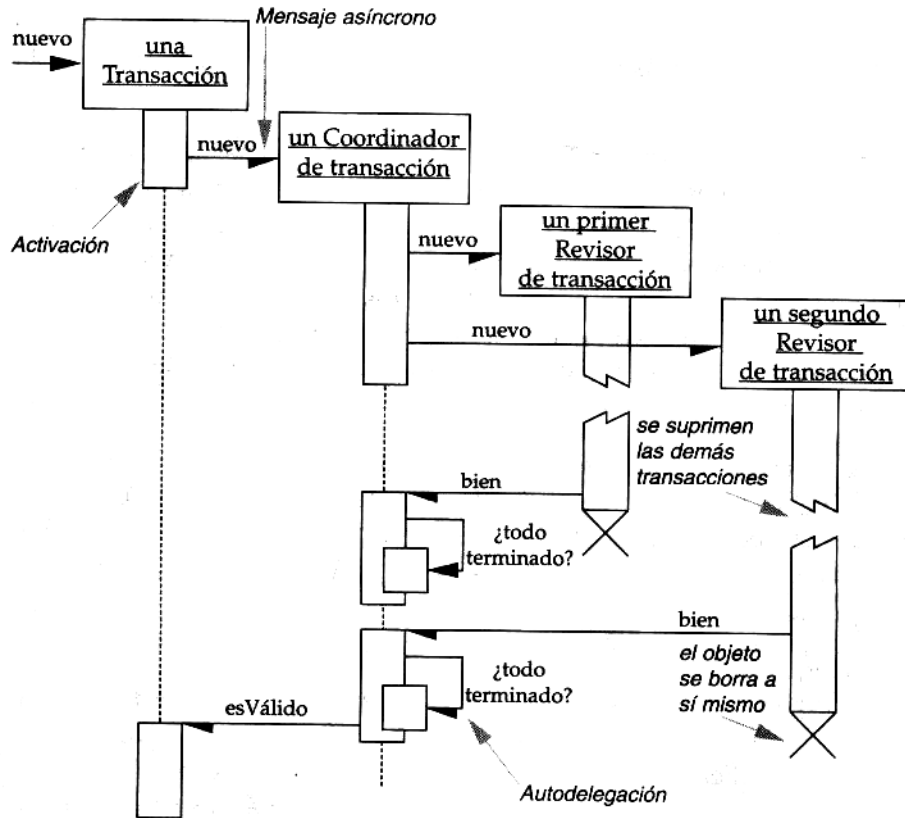 Mensaje asíncrono
nuevo
una
Transacción
nuevo
un Coordinador
de transacción
Activación
nuevo
un primer
Revisor
de transacción
nuevo
un segundo
Revisor
de transacción
se suprimen
las demás
transacciones
bien
¿todo
terminado?
bien
el objeto
se borra a
sí mismo
¿todo
terminado?
esVálido
Autodelegación